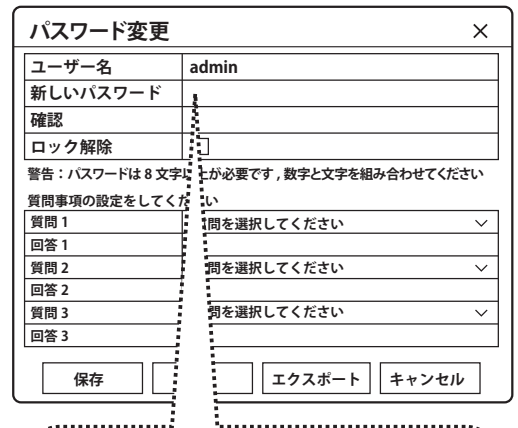 パスワード変更 ×
ユーザー名 admin
新しいパスワード
確認
ロック解除
警告：パスワードは 8 文字以上が必要です , 数字と文字を組み合わせてください
質問事項の設定をしてください
質問 1 問を選択してください
回答 1
質問 2 問を選択してください
回答 2
質問 3 問を選択してください
回答 3
保存 エクスポート キャンセル